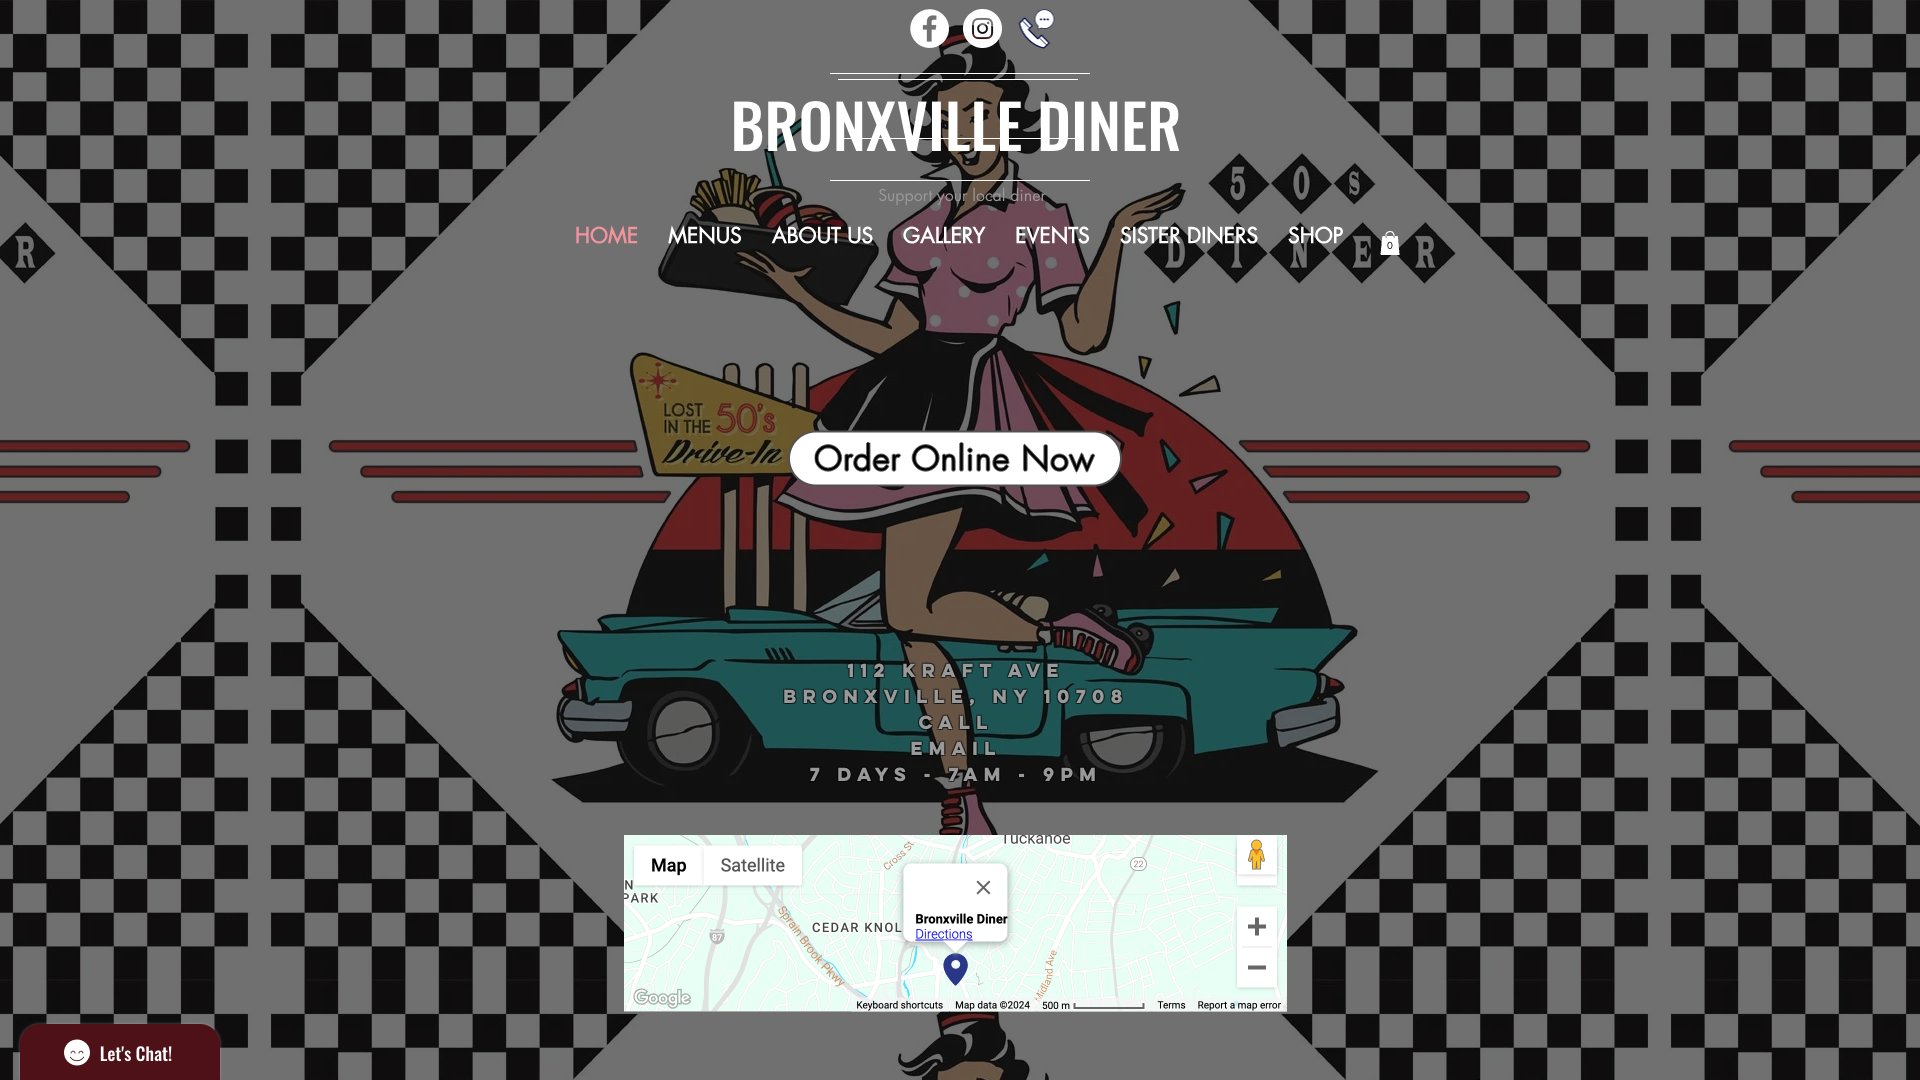 BRONXVILLE DINER
Support your local diner
HOME MENUS ABOUT US GALLERY EVENTS SISTER DINERS SHOP
0
50s
R
DINER
LOST
IN THE 50's
Drive-In
Order Online Now
112 KRAFT AVE
BRONXVILLE, NY 10708
CALL
EMAIL
7 DAYS - 7AM - 9PM
Tuckahoe
Map Satellite
Cross St
22
N
PARK
Bronxville Diner
Directions
CEDAR KNOL
87
Sprain Brook Pkwy
Midland Ave
Google
Keyboard shortcuts Map data ©2024 500 m Terms Report a map error
Let's Chat!